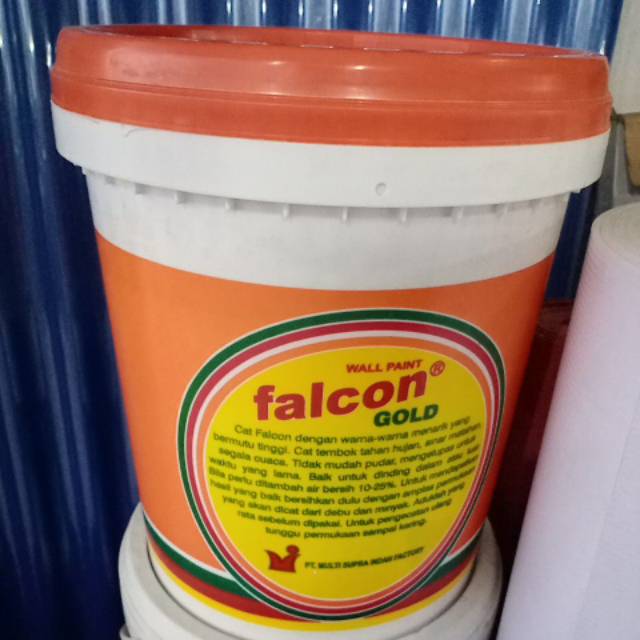 WALL PAINT
falcon®
GOLD
Cat Falcon dengan warna-warna menarik yang
bermutu tinggi. Cat tembok tahan hujan, sinar matahari
segala cuaca. Tidak mudah pudar, mengelupas untuk
waktu yang lama. Baik untuk dinding dalam atau luar
Bila perlu ditambah air bersih 10-25%. Untuk mendapatkan
hasil yang baik bersihkan dulu dengan amplas permukaan
yang akan dicat dari debu dan minyak. Aduklah yang
rata sebelum dipakai. Untuk pengecatan ulang
tunggu permukaan sampai kering.
PT. MULTI SUPRA INDAH FACTORY